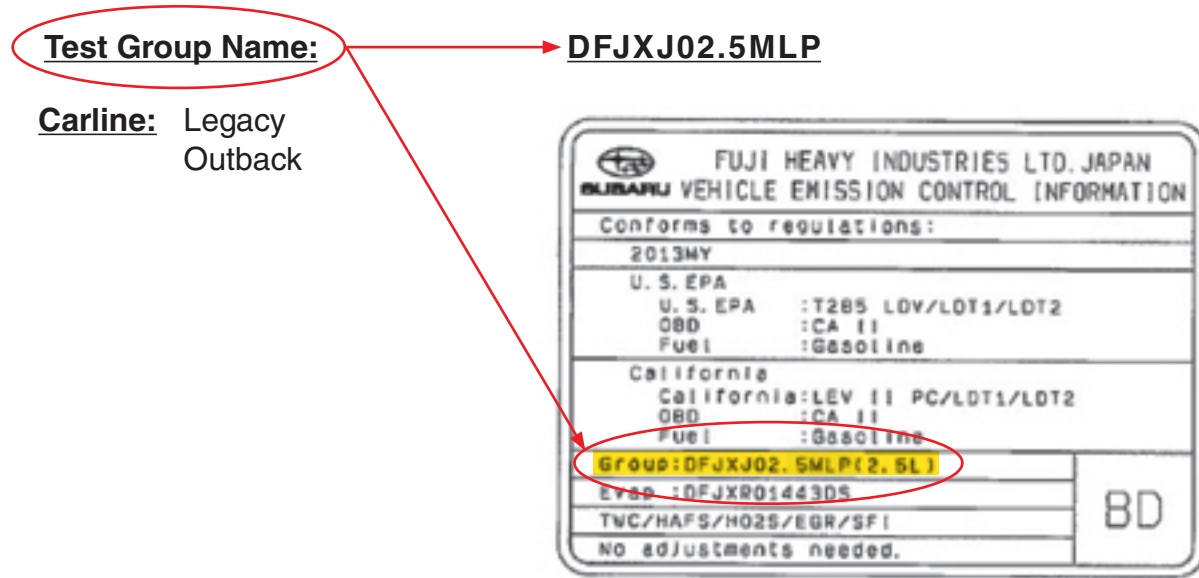 Test Group Name: DFJXJ02.5MLP
Carline: Legacy
Outback
FUJI HEAVY INDUSTRIES LTD. JAPAN
SUBARU VEHICLE EMISSION CONTROL INFORMATION
Conforms to regulations:
2013MY
U.S.EPA
U.S.EPA :T2B5 LDV/LDT1/LDT2
OBD :CA II
Fuel :Gasoline
California
California:LEV II PC/LDT1/LDT2
OBD :CA II
Fuel :Gasoline
Group:DFJXJ02.5MLP(2.5L)
Evap :DFJXR01443DS
TWC/HAFS/HO2S/EGR/SFI
No adjustments needed.
BD